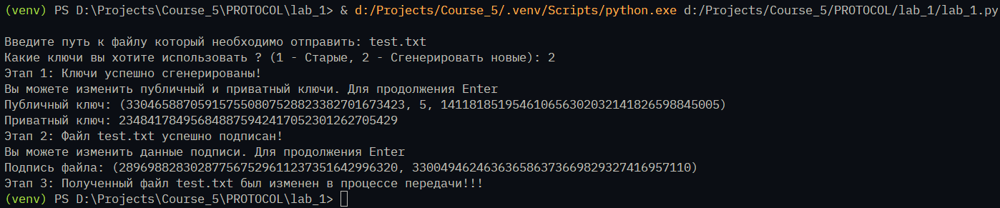 (venv) PS D:\Projects\Course_5\PROTOCOL\lab_1> & d:/Projects/Course_5/.venv/Scripts/python.exe d:/Projects/Course_5/PROTOCOL/lab_1/lab_1.py
Введите путь к файлу который необходимо отправить: test.txt
Какие ключи вы хотите использовать ? (1 - Старые, 2 - Сгенерировать новые): 2
Этап 1: Ключи успешно сгенерированы!
Вы можете изменить публичный и приватный ключи. Для продолжения Enter
Публичный ключ: (330465887059157550807528823382701673423, 5, 141181851954610656302032141826598845005)
Приватный ключ: 234841784956848875942417052301262705429
Этап 2: Файл test.txt успешно подписан!
Вы можете изменить данные подписи. Для продолжения Enter
Подпись файла: (289698828302877567529611237351642996320, 330049462463636586373669829327416957110)
Этап 3: Полученный файл test.txt был изменен в процессе передачи!!!
(venv) PS D:\Projects\Course_5\PROTOCOL\lab_1>